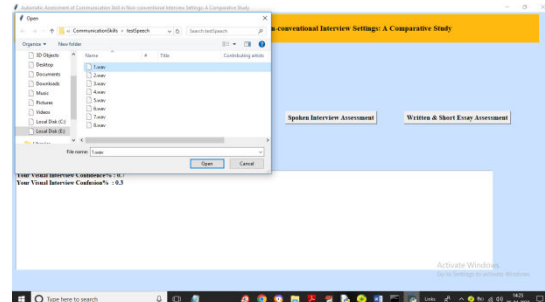 Automatic Assessment of Communication Skill in Non-conventional Interview Settings: A Comparative Study
Open
CommunicationSkills > testSpeech
Search testSpeech
n-conventional Interview Settings: A Comparative Study
Organize
New folder
3D Objects
Desktop
Documents
Downloads
Music
Pictures
Videos
Local Disk (C:)
Local Disk (E:)
Name
#
Title
Contributing artists
1.wav
2.wav
3.wav
4.wav
5.wav
6.wav
7.wav
8.wav
Spoken Interview Assessment
Written & Short Essay Assessment
File name:
1.wav
Open
Cancel
Your Visual Interview Confidence% : 0.7
Your Visual Interview Confusion% : 0.3
Activate Windows
Go to Settings to activate Windows.
Type here to search
Links
14:25